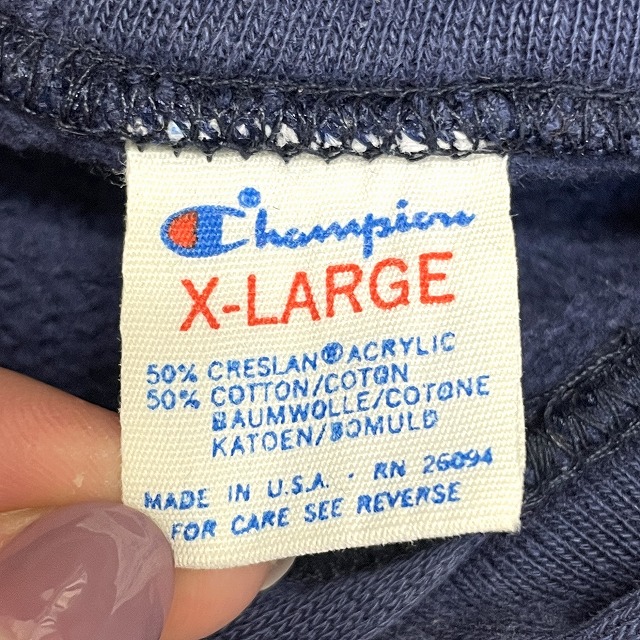 Champion
X-LARGE
50% CRESLAN® ACRYLIC
50% COTTON/COTON
BAUMWOLLE/COTONE
KATOEN/BOMULD
MADE IN U.S.A. · RN 26094
FOR CARE SEE REVERSE